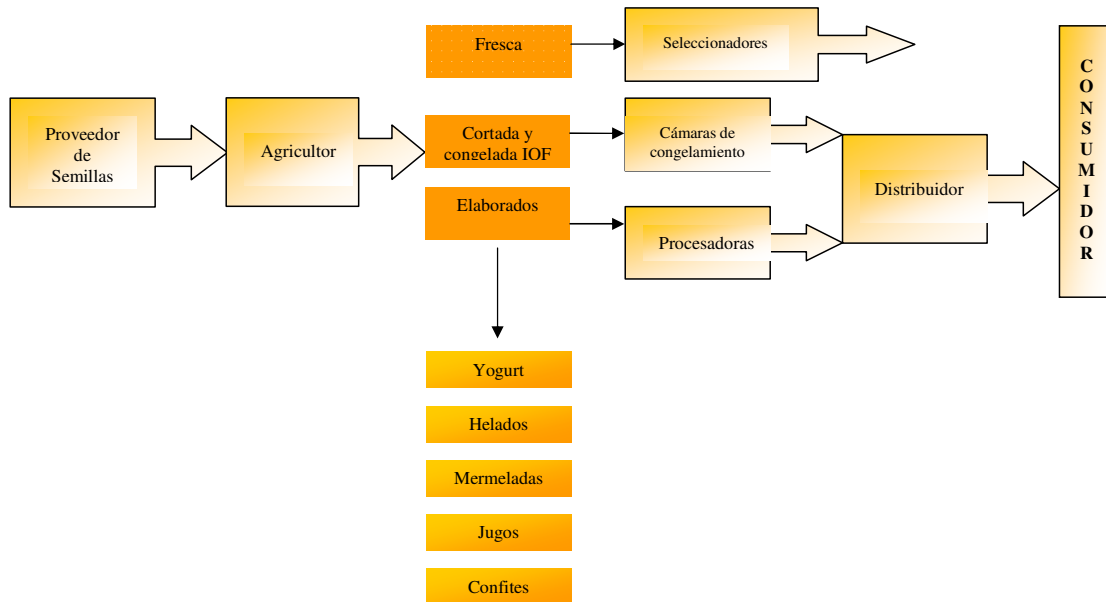 Fresca
Seleccionadores
Proveedor
de
Semillas
Agricultor
Cortada y
congelada IOF
Cámaras de
congelamiento
Elaborados
Procesadoras
Distribuidor
CONSUMIDOR
Yogurt
Helados
Mermeladas
Jugos
Confites